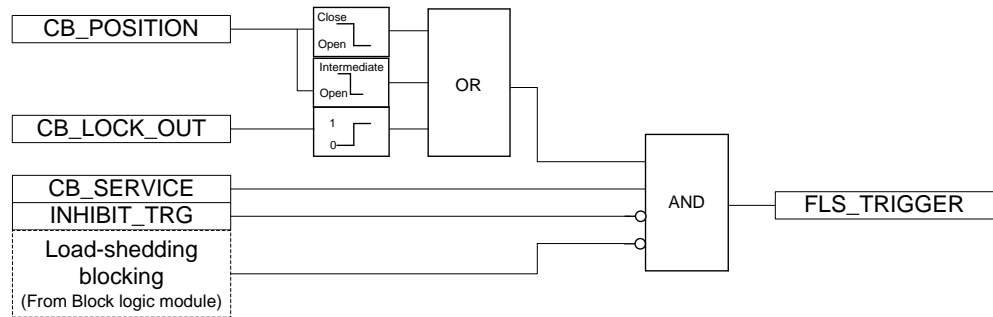 CB_POSITION
Close
Open
Intermediate
Open
OR
CB_LOCK_OUT
1
0
CB_SERVICE
AND
FLS_TRIGGER
INHIBIT_TRG
Load-shedding
blocking
(From Block logic module)